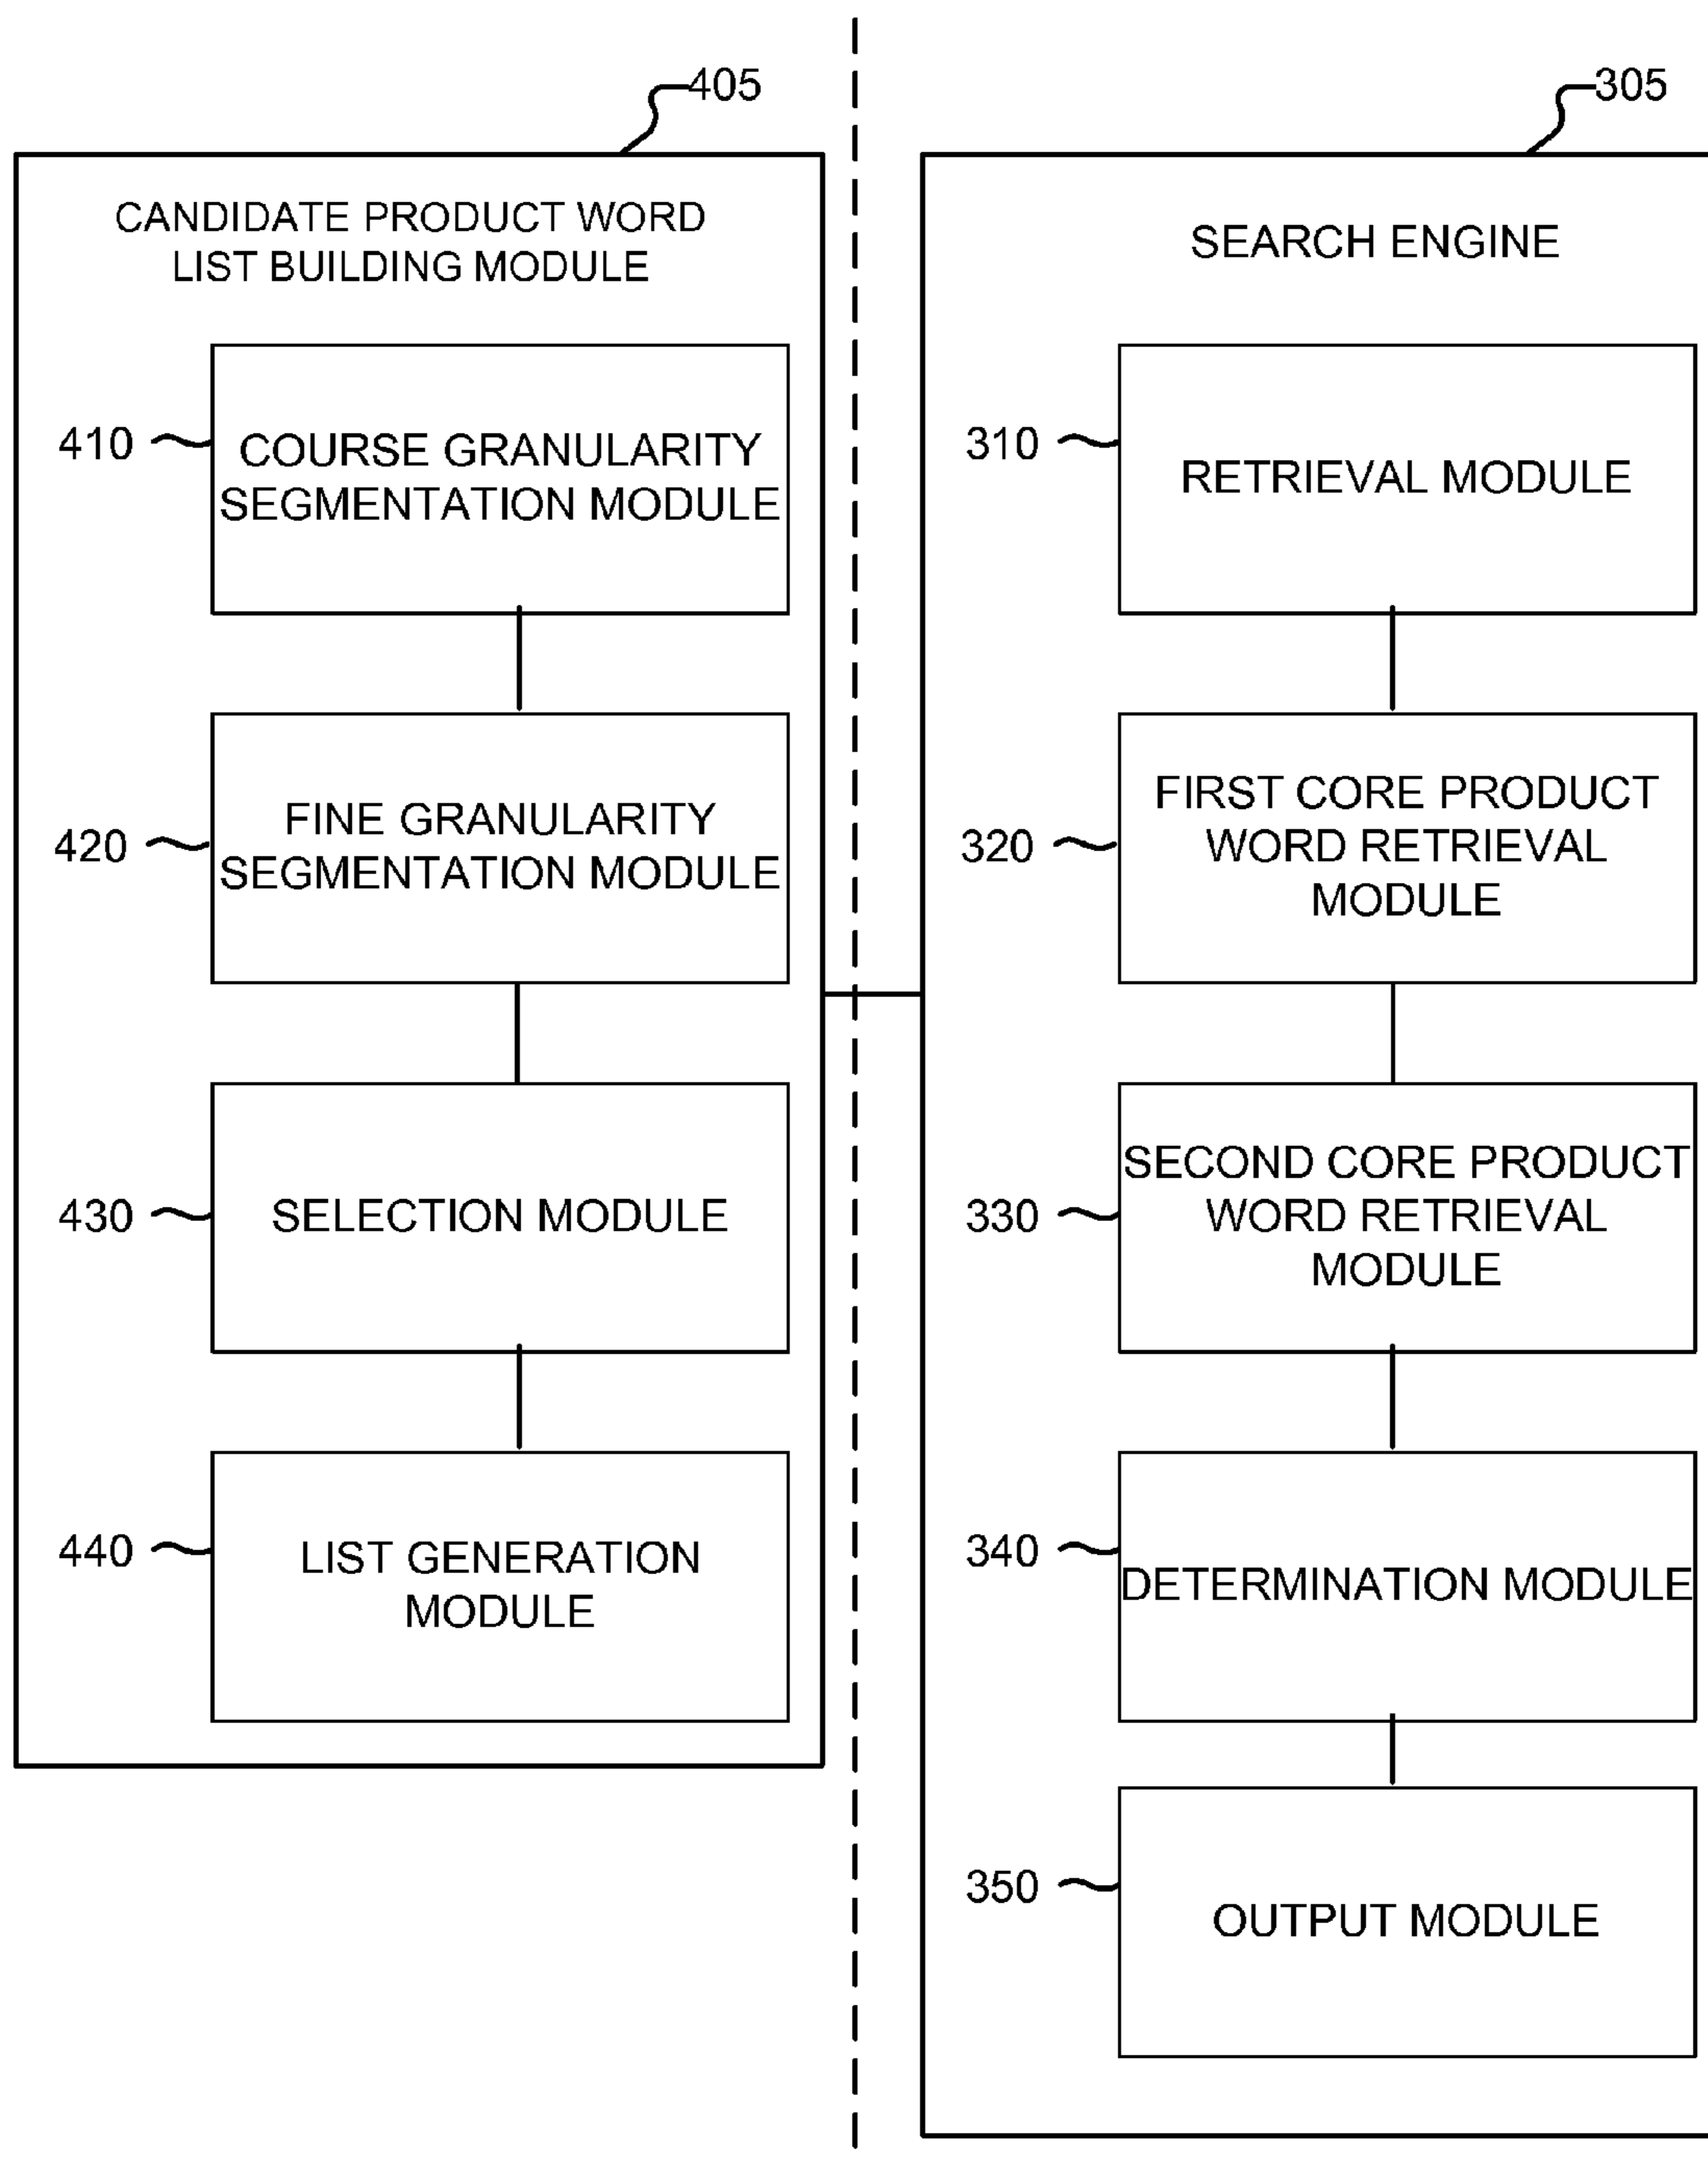 405
CANDIDATE PRODUCT WORD
LIST BUILDING MODULE
410
COURSE GRANULARITY
SEGMENTATION MODULE
420
FINE GRANULARITY
SEGMENTATION MODULE
430
SELECTION MODULE
440
LIST GENERATION
MODULE
305
SEARCH ENGINE
310
RETRIEVAL MODULE
320
FIRST CORE PRODUCT
WORD RETRIEVAL
MODULE
330
SECOND CORE PRODUCT
WORD RETRIEVAL
MODULE
340
DETERMINATION MODULE
350
OUTPUT MODULE